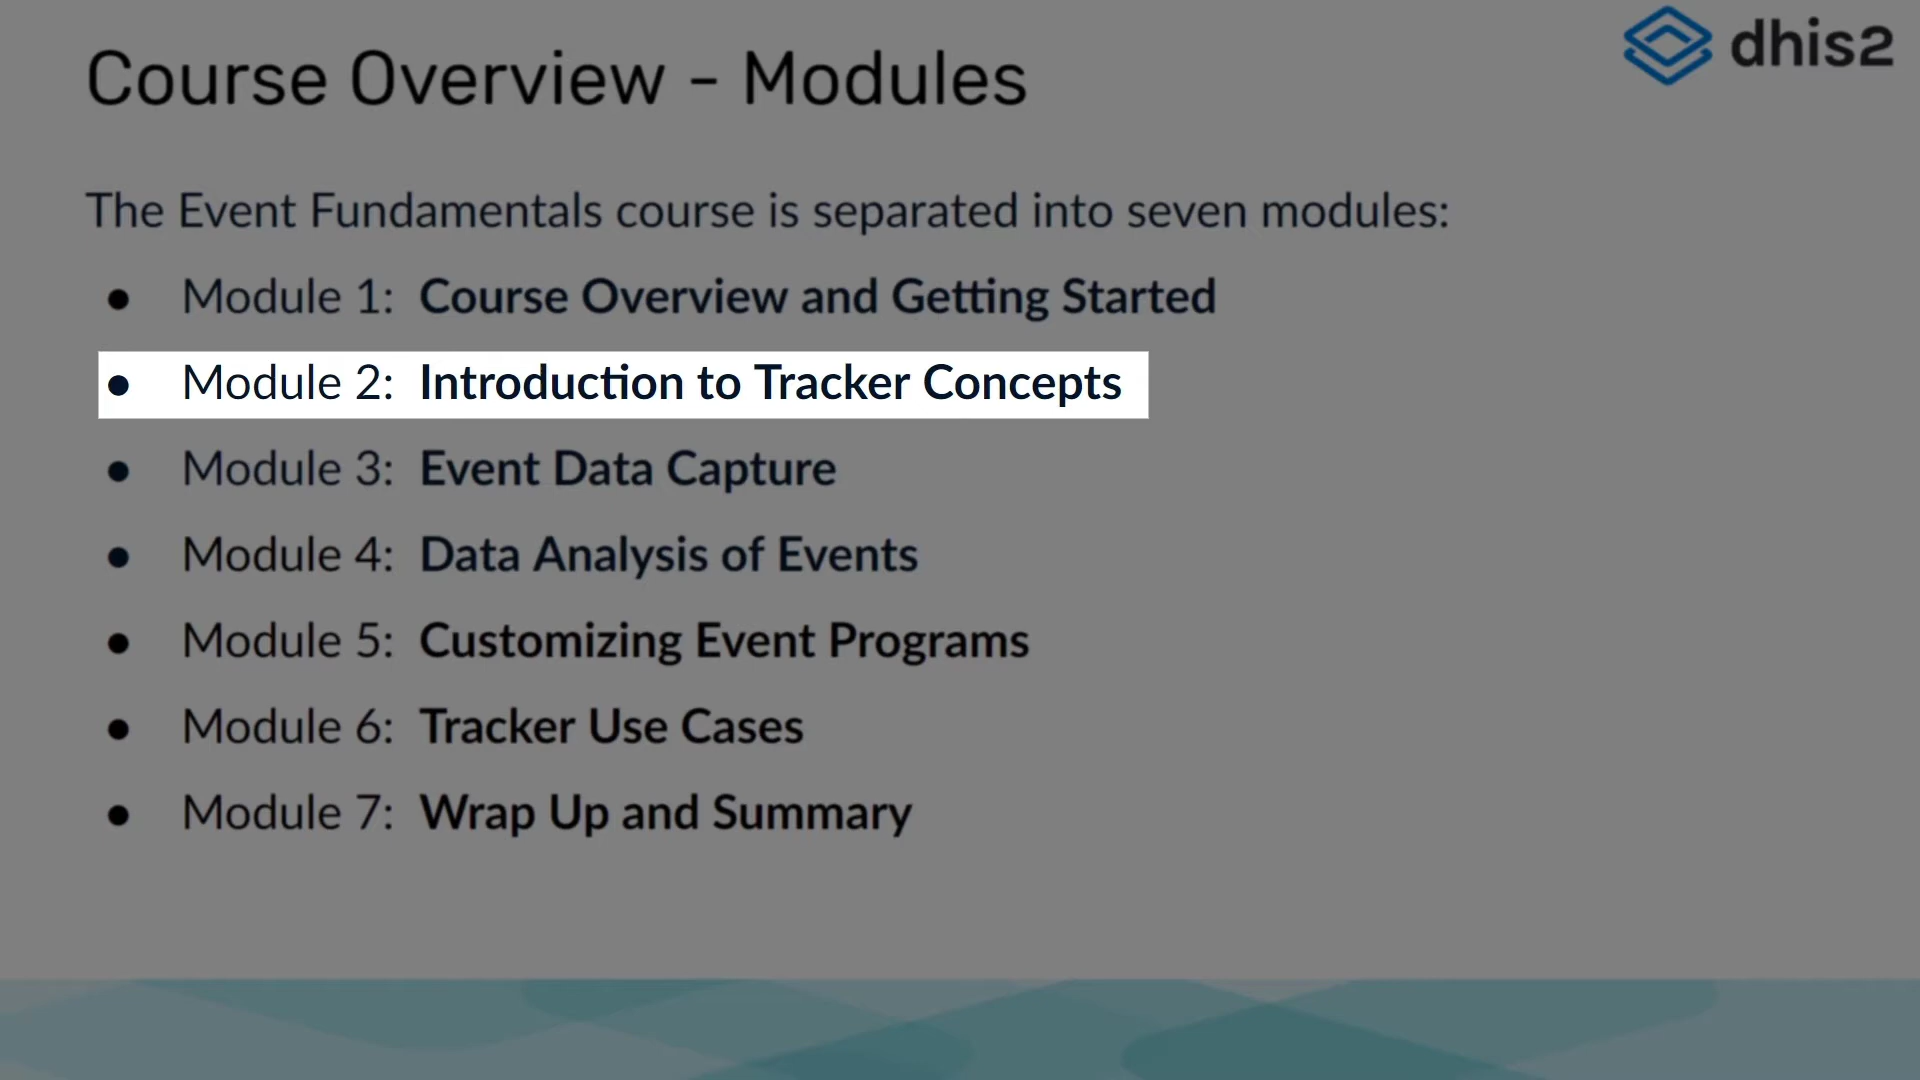 dhis2
Course Overview - Modules
The Event Fundamentals course is separated into seven modules:
● Module 1: Course Overview and Getting Started
● Module 2: Introduction to Tracker Concepts
● Module 3: Event Data Capture
● Module 4: Data Analysis of Events
● Module 5: Customizing Event Programs
● Module 6: Tracker Use Cases
● Module 7: Wrap Up and Summary